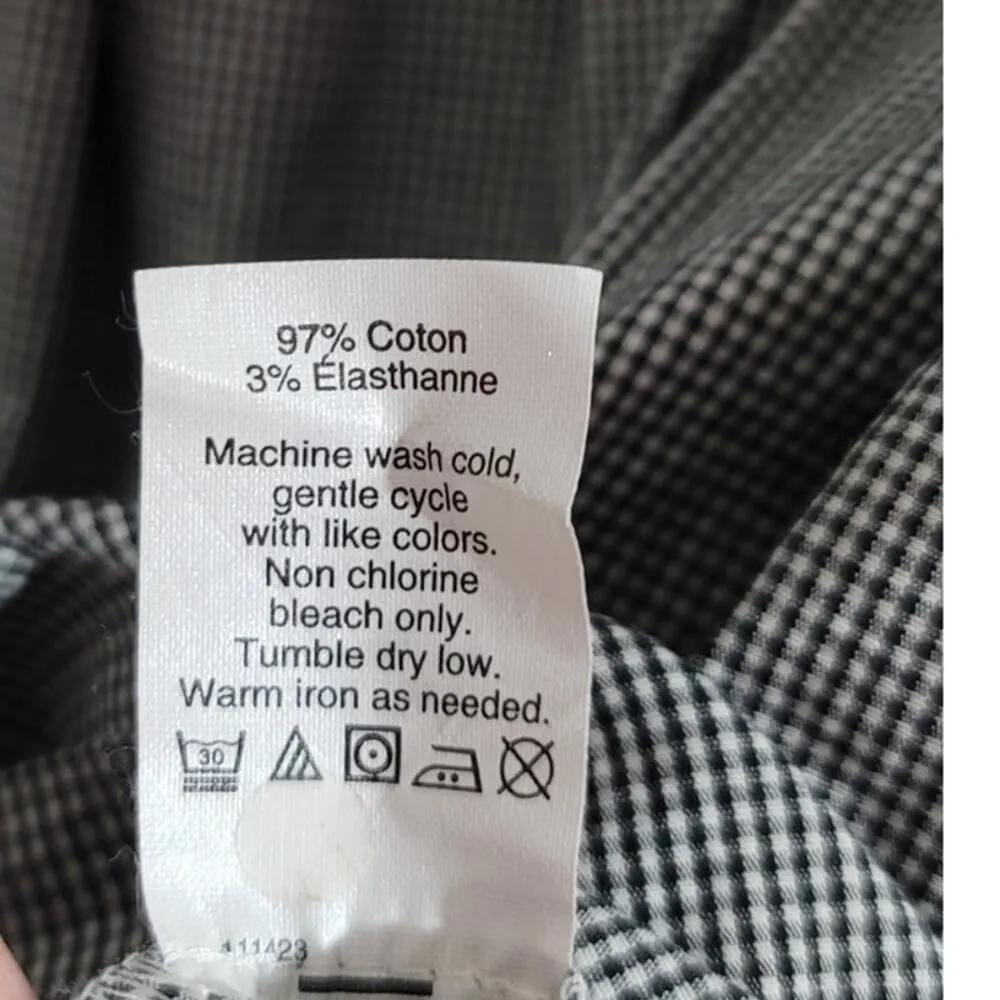 97% Coton
3% Élasthanne
Machine wash cold,
gentle cycle
with like colors.
Non chlorine
bleach only.
Tumble dry low.
Warm iron as needed.
30